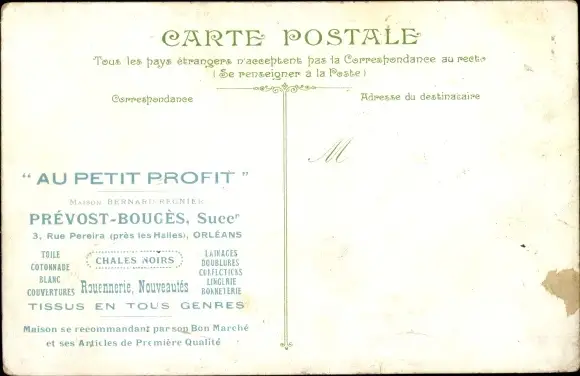 CARTE POSTALE
Tous les pays étrangers n'acceptent pas la Correspondance au recto
(Se renseigner à la Poste)
Correspondance
Adresse du destinataire
M
"AU PETIT PROFIT"
MAISON BERNARD-REGNIER
PRÉVOST-BOUGÈS, Succr
3, Rue Pereira (près les Halles), ORLÉANS
TOILE
COTONNADE
BLANC
COUVERTURES
CHALES NOIRS
Rouennerie, Nouveautés
LAINAGES
DOUBLURES
CONFECTIONS
LINGERIE
BONNETERIE
TISSUS EN TOUS GENRES
Maison se recommandant par son Bon Marché
et ses Articles de Première Qualité